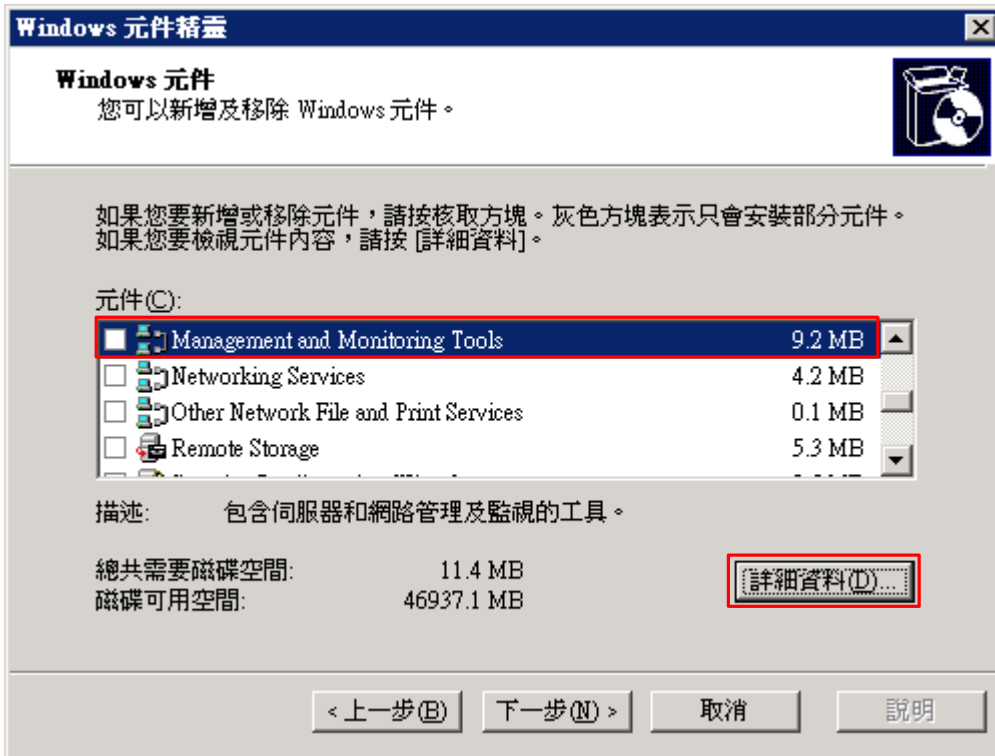 Windows 元件精靈
Windows 元件
您可以新增及移除 Windows 元件。
如果您要新增或移除元件，請按核取方塊。灰色方塊表示只會安裝部分元件。
如果您要檢視元件內容，請按 [詳細資料]。
元件(C):
Management and Monitoring Tools 9.2 MB
Networking Services 4.2 MB
Other Network File and Print Services 0.1 MB
Remote Storage 5.3 MB
描述: 包含伺服器和網路管理及監視的工具。
總共需要磁碟空間: 11.4 MB
磁碟可用空間: 46937.1 MB
詳細資料(D)...
< 上一步(B) 下一步(N) > 取消 說明